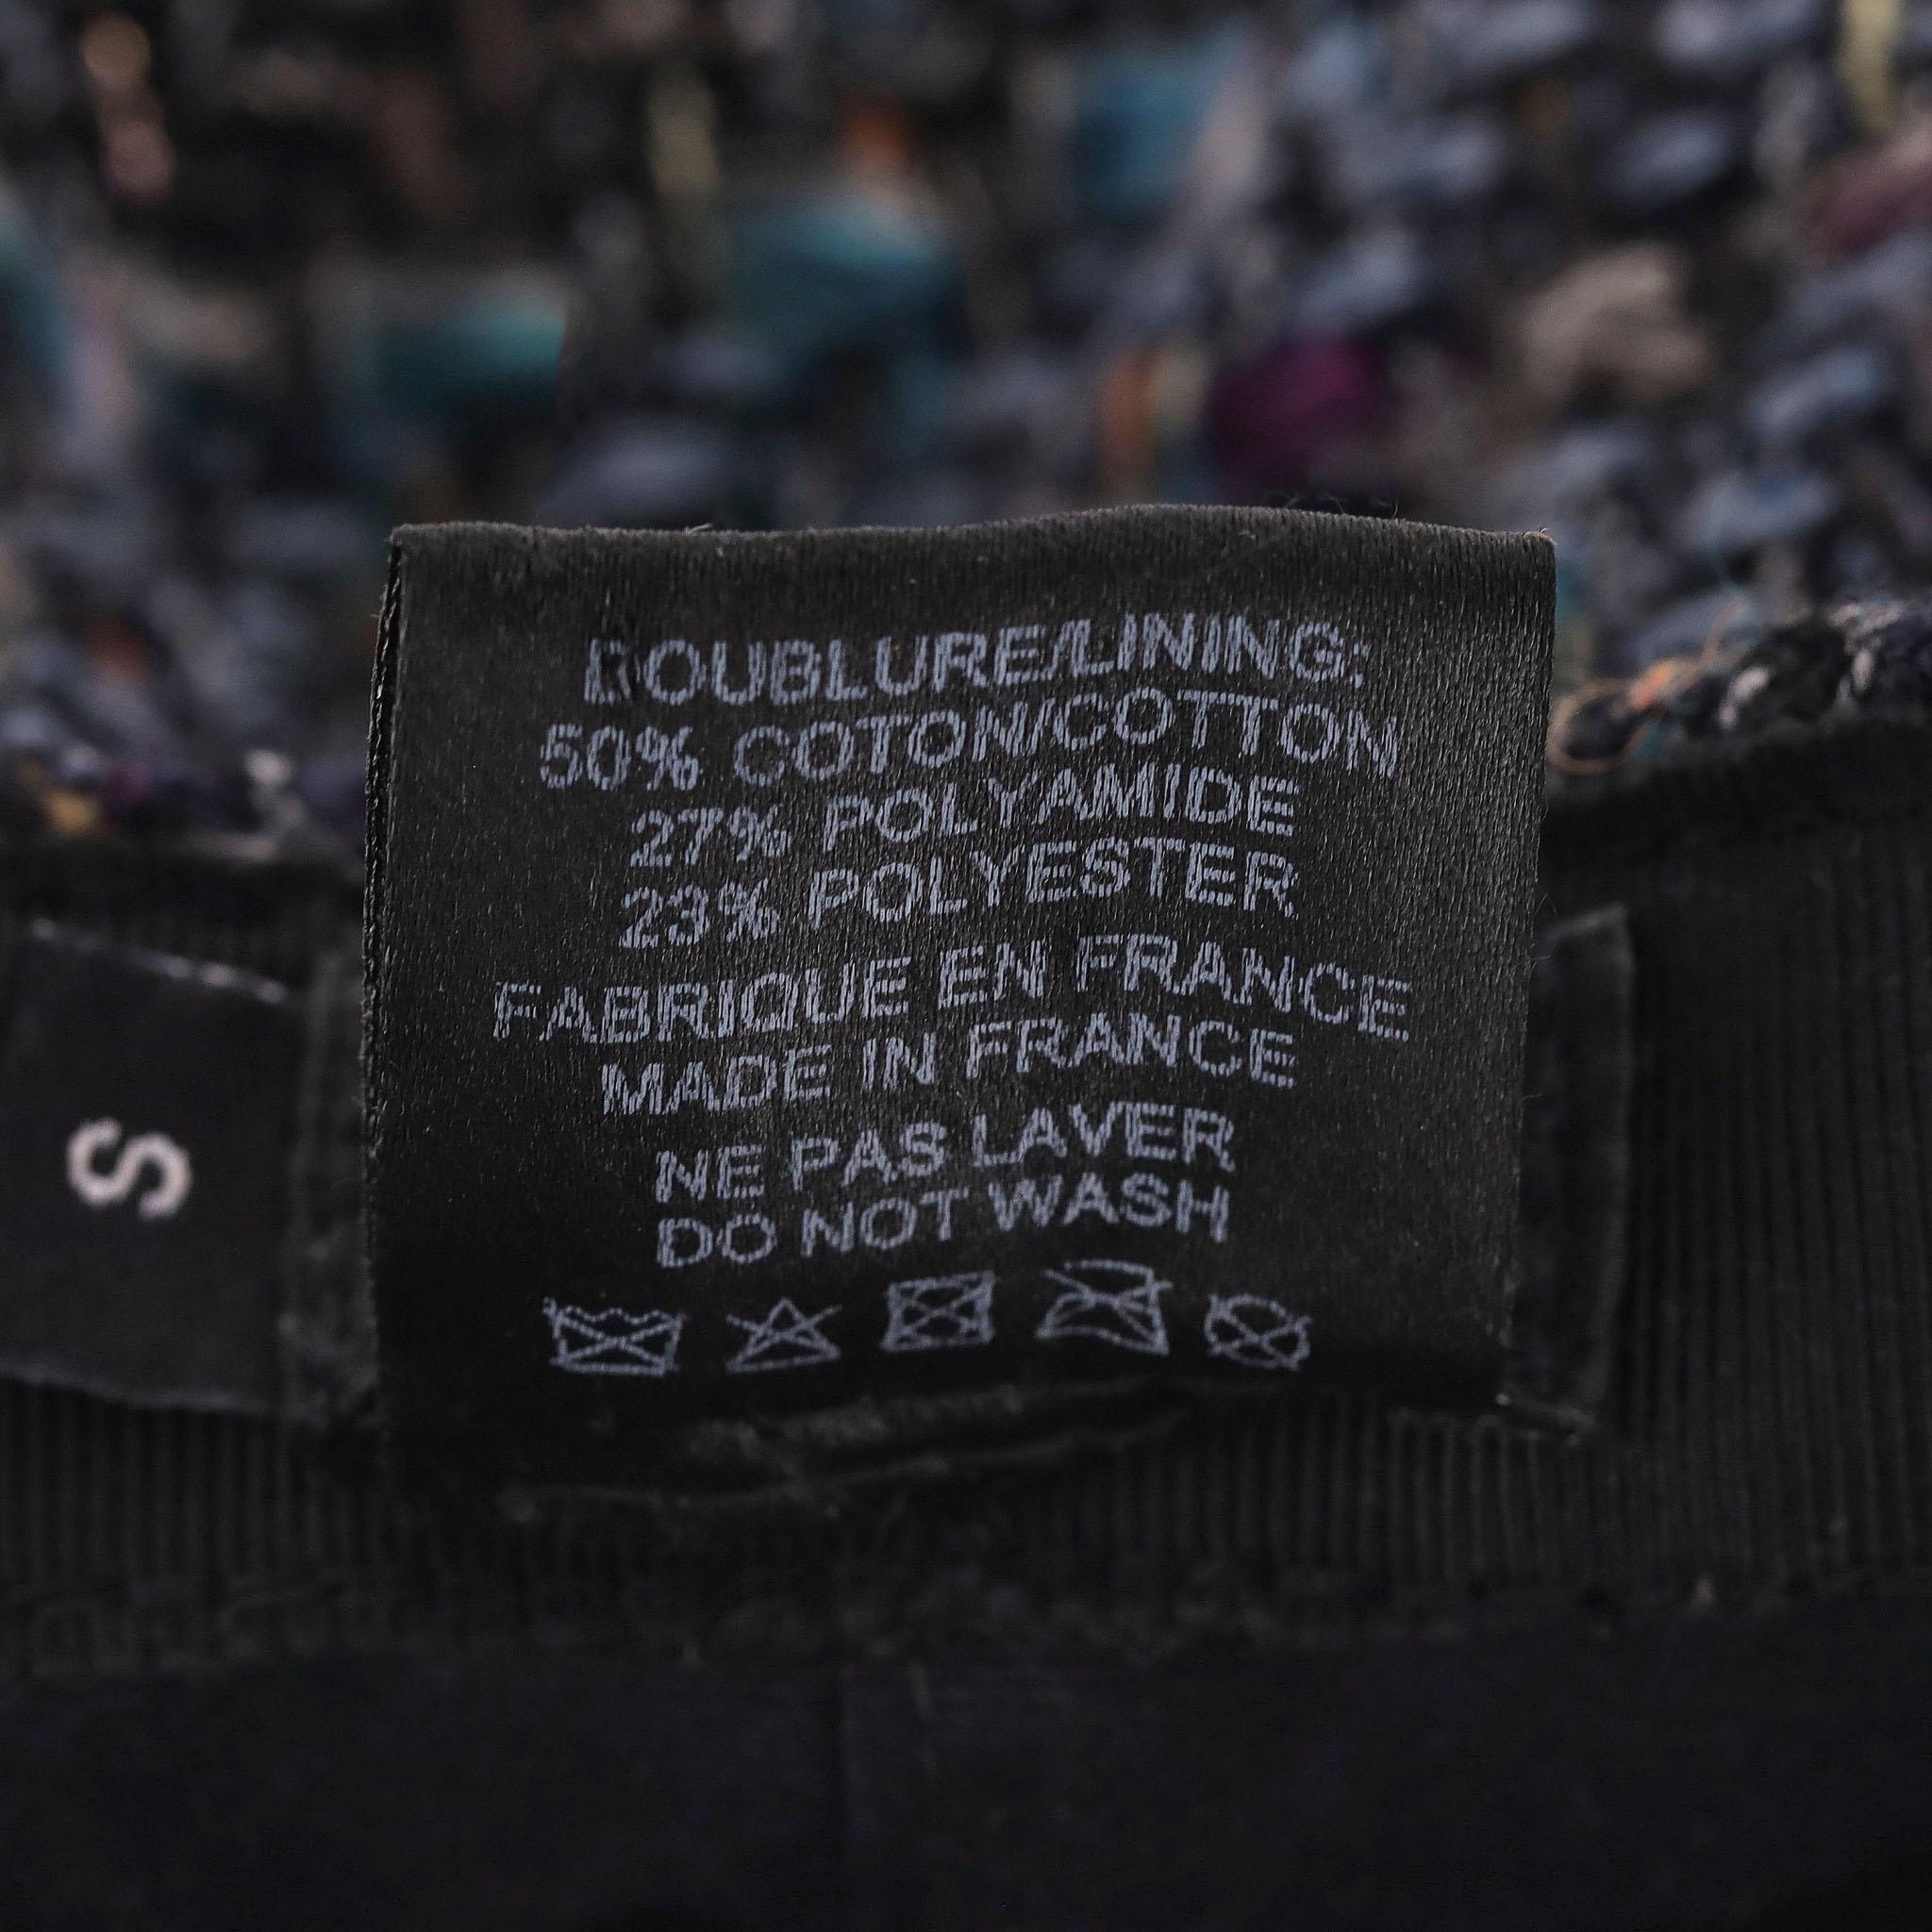 DOUBLURE/LINING:
50% COTON/COTTON
27% POLYAMIDE
23% POLYESTER
FABRIQUE EN FRANCE
MADE IN FRANCE
NE PAS LAVER
DO NOT WASH
S